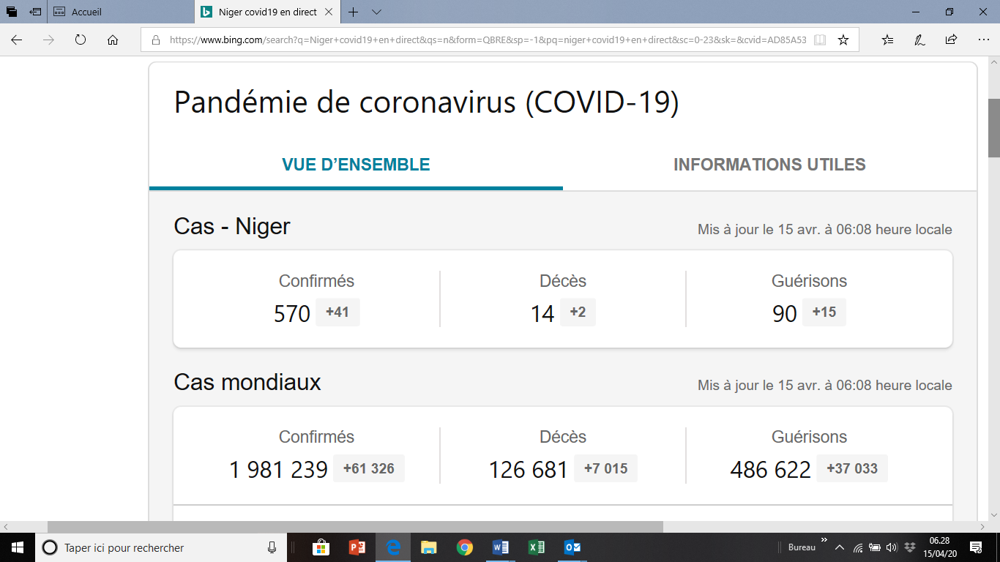 Accueil
Niger covid19 en direct
https://www.bing.com/search?q=Niger+covid19+en+direct&qs=n&form=QBRE&sp=-1&pq=niger+covid19+en+direct&sc=0-23&sk=&cvid=AD85A53
Pandémie de coronavirus (COVID-19)
VUE D’ENSEMBLE
INFORMATIONS UTILES
Cas - Niger
Mis à jour le 15 avr. à 06:08 heure locale
Confirmés
570 +41
Décès
14 +2
Guérisons
90 +15
Cas mondiaux
Mis à jour le 15 avr. à 06:08 heure locale
Confirmés
1 981 239 +61 326
Décès
126 681 +7 015
Guérisons
486 622 +37 033
Taper ici pour rechercher
Bureau
06.28
15/04/20